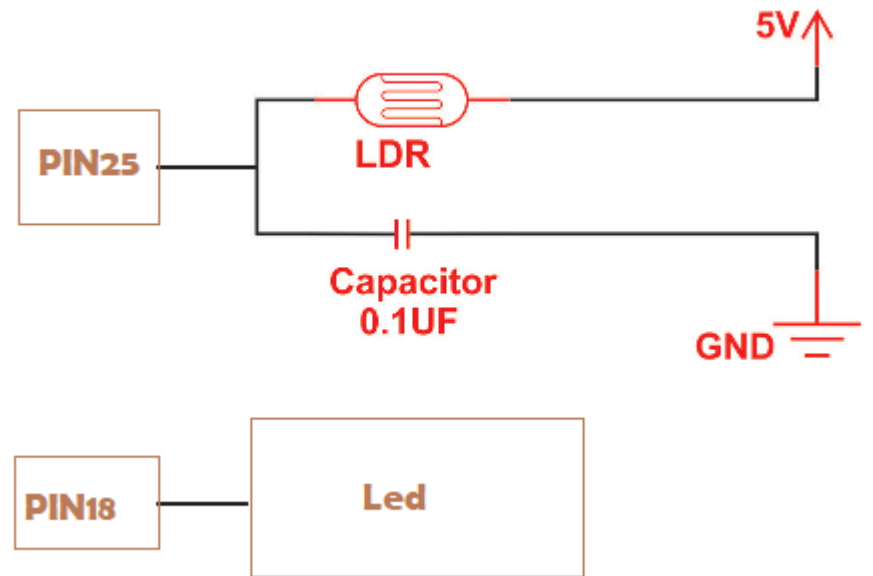 5V
PIN25
LDR
Capacitor
0.1UF
GND
PIN18
Led